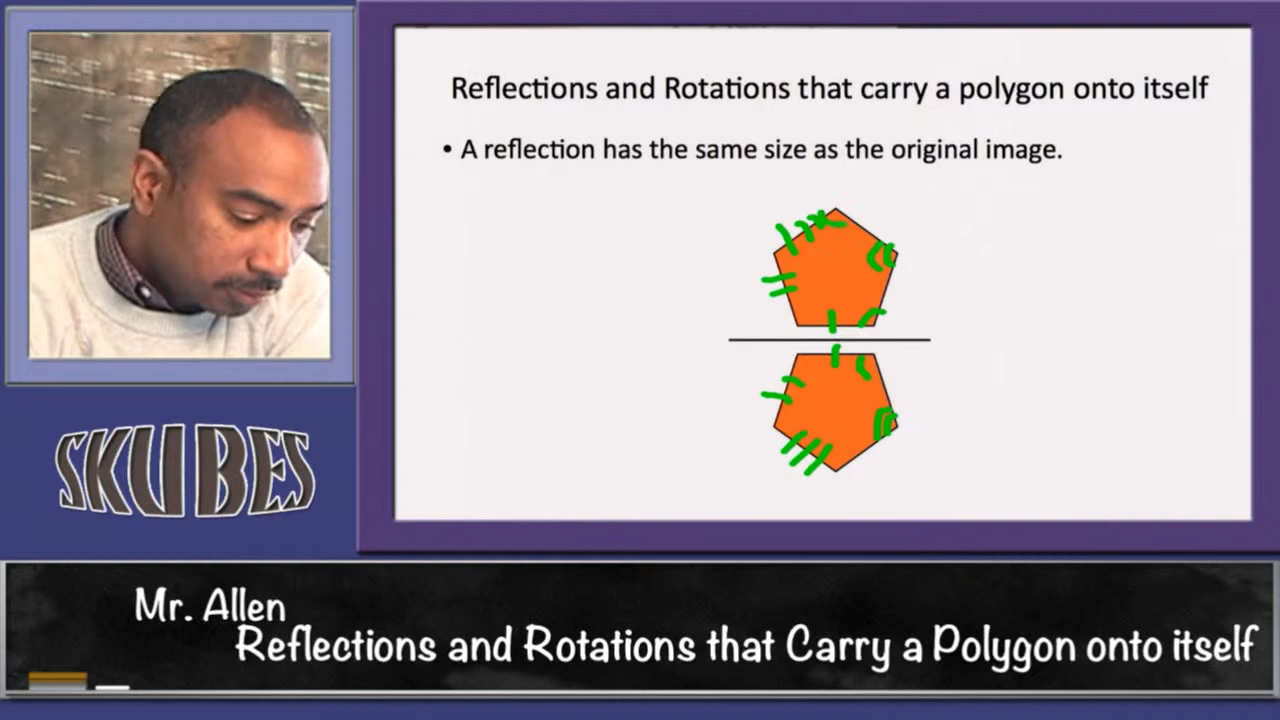 Reflections and Rotations that carry a polygon onto itself
• A reflection has the same size as the original image.
SKUBES
Mr. Allen
Reflections and Rotations that Carry a Polygon onto itself